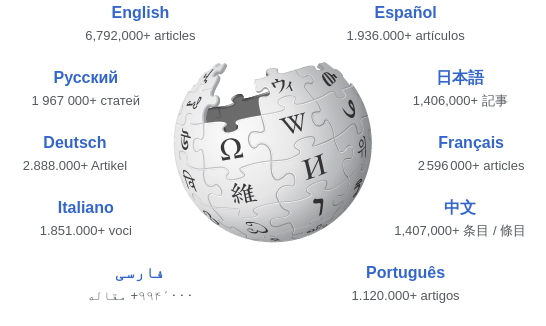 English
6,792,000+ articles
Español
1.936.000+ artículos
Русский
1 967 000+ статей
日本語
1,406,000+ 記事
Deutsch
2.888.000+ Artikel
Français
2 596 000+ articles
Italiano
1.851.000+ voci
中文
1,407,000+ 条目 / 條目
فارسی
۹۹۴٬۰۰۰+ مقاله
Português
1.120.000+ artigos
Ω
W
И
維
ウィ